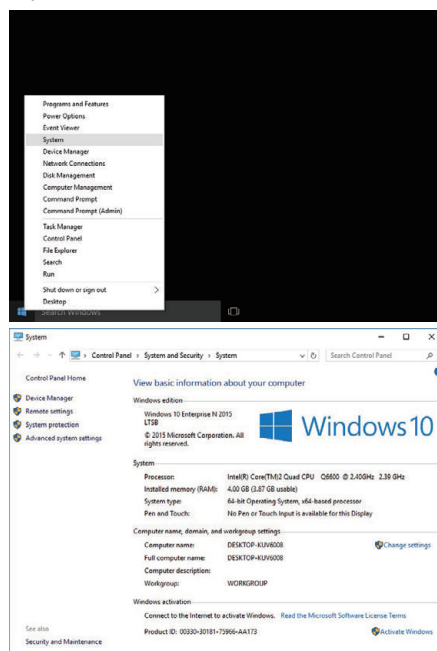 Programs and Features
Power Options
Event Viewer
System
Device Manager
Network Connections
Disk Management
Computer Management
Command Prompt
Command Prompt (Admin)
Task Manager
Control Panel
File Explorer
Search
Run
Shut down or sign out >
Desktop
Search Windows
System
Control Panel > System and Security > System
Search Control Panel
Control Panel Home
Device Manager
Remote settings
System protection
Advanced system settings
View basic information about your computer
Windows edition
Windows 10 Enterprise N 2015
LTSB
© 2015 Microsoft Corporation. All
rights reserved.
Windows 10
System
Processor: Intel(R) Core(TM)2 Quad CPU Q6600 @ 2.40GHz 2.39 GHz
Installed memory (RAM): 4.00 GB (3.87 GB usable)
System type: 64-bit Operating System, x64-based processor
Pen and Touch: No Pen or Touch Input is available for this Display
Computer name, domain, and workgroup settings
Computer name: DESKTOP-KUV6008 Change settings
Full computer name: DESKTOP-KUV6008
Computer description:
Workgroup: WORKGROUP
Windows activation
Connect to the Internet to activate Windows. Read the Microsoft Software License Terms
Product ID: 00330-30181-75966-AA173 Activate Windows
See also
Security and Maintenance